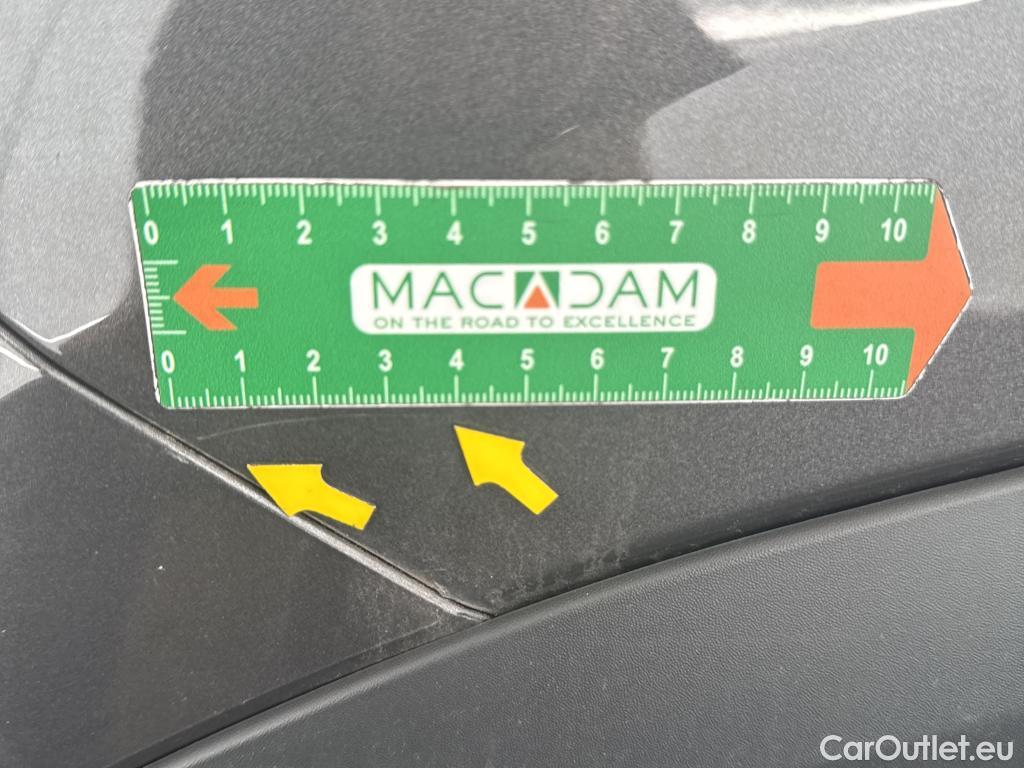 0 1 2 3 4 5 6 7 8 9 10
MACADAM
ON THE ROAD TO EXCELLENCE
0 1 2 3 4 5 6 7 8 9 10
CarOutlet.eu